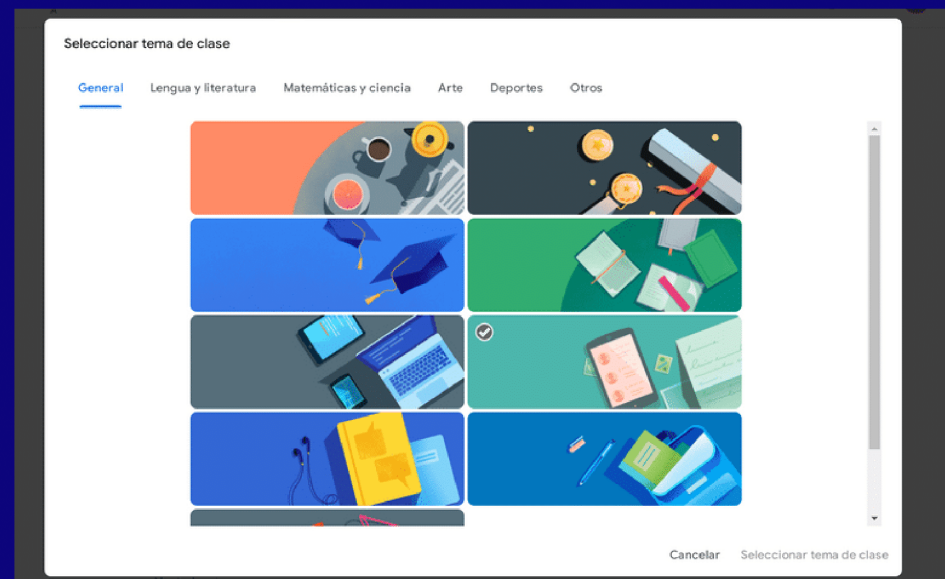 Seleccionar tema de clase
General
Lengua y literatura
Matemáticas y ciencia
Arte
Deportes
Otros
Cancelar
Seleccionar tema de clase